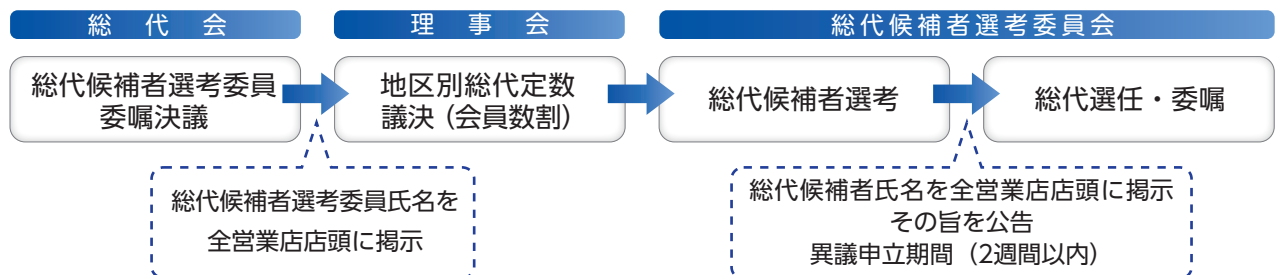 総代会
理事会
総代候補者選考委員会
総代候補者選考委員
委嘱決議
地区別総代定数
議決（会員数割）
総代候補者選考
総代選任・委嘱
総代候補者選考委員氏名を
全営業店店頭に掲示
総代候補者氏名を全営業店店頭に掲示
その旨を公告
異議申立期間（2週間以内）